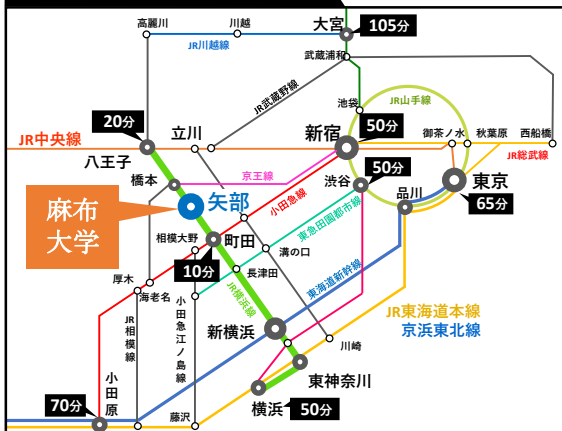 高麗川
川越
JR川越線
大宮
105分
武蔵浦和
JR武蔵野線
池袋
JR山手線
20分
JR中央線
立川
八王子
新宿
50分
御茶ノ水
秋葉原
西船橋
JR総武線
橋本
京王線
渋谷
50分
品川
東京
65分
麻布
大学
矢部
小田急線
東急田園都市線
相模大野
町田
10分
溝の口
長津田
厚木
海老名
JR相模線
小田急江ノ島線
JR横浜線
東海道新幹線
新横浜
川崎
JR東海道本線
京浜東北線
小田原
70分
東神奈川
藤沢
横浜
50分